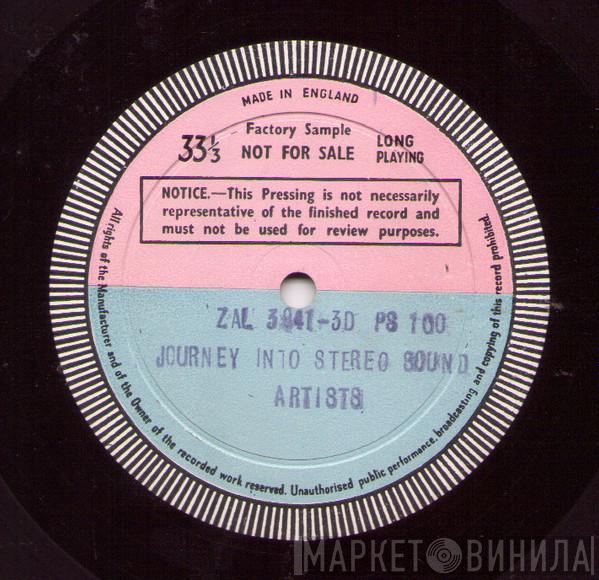 MADE IN ENGLAND
33⅓
Factory Sample
NOT FOR SALE
LONG
PLAYING
NOTICE.—This Pressing is not necessarily
representative of the finished record and
must not be used for review purposes.
ZAL 3941-3D PS 100
JOURNEY INTO STEREO SOUND
ARTISTS
All rights of the Manufacturer and of the Owner of the recorded work reserved. Unauthorised public performance, broadcasting and copying of this record prohibited.
МАРКЕТ ВИНИЛА